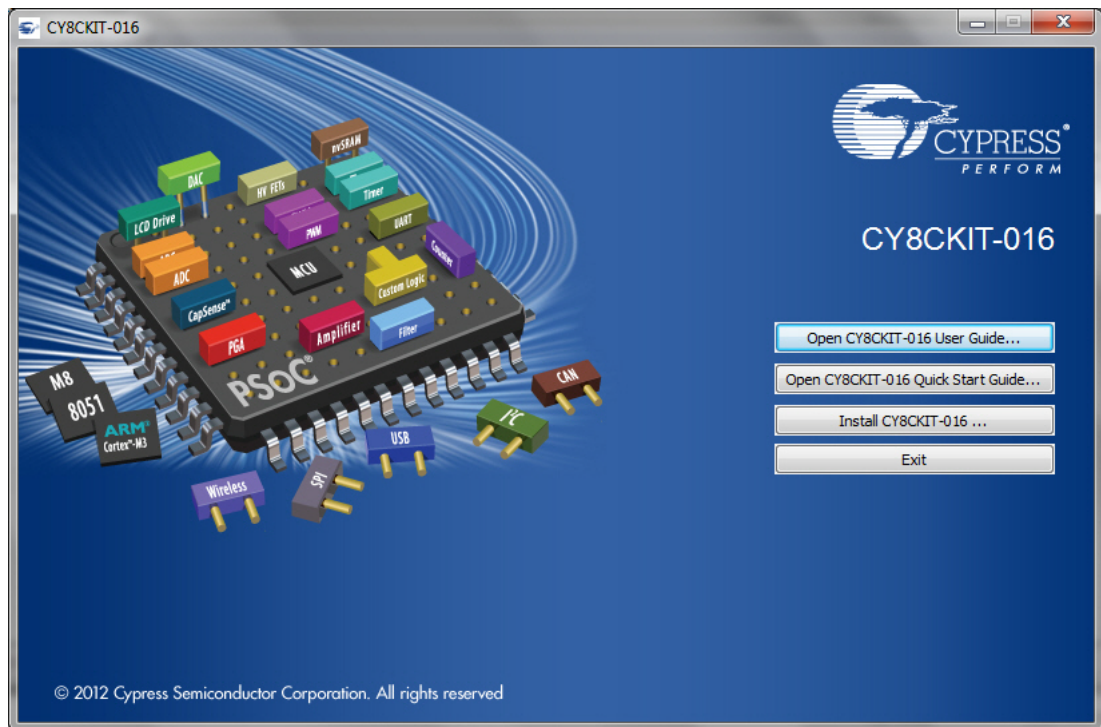 CY8CKIT-016
CYPRESS®
PERFORM
CY8CKIT-016
nvSRAM
DAC
HV FETs
Timer
LCD Drive
PWM
UART
Counter
ADC
MCU
Custom Logic
CapSense™
PGA
Amplifier
Filter
PSoC®
M8
8051
ARM®
Cortex™-M3
CAN
I²C
USB
SPI
Wireless
Open CY8CKIT-016 User Guide...
Open CY8CKIT-016 Quick Start Guide...
Install CY8CKIT-016 ...
Exit
© 2012 Cypress Semiconductor Corporation. All rights reserved